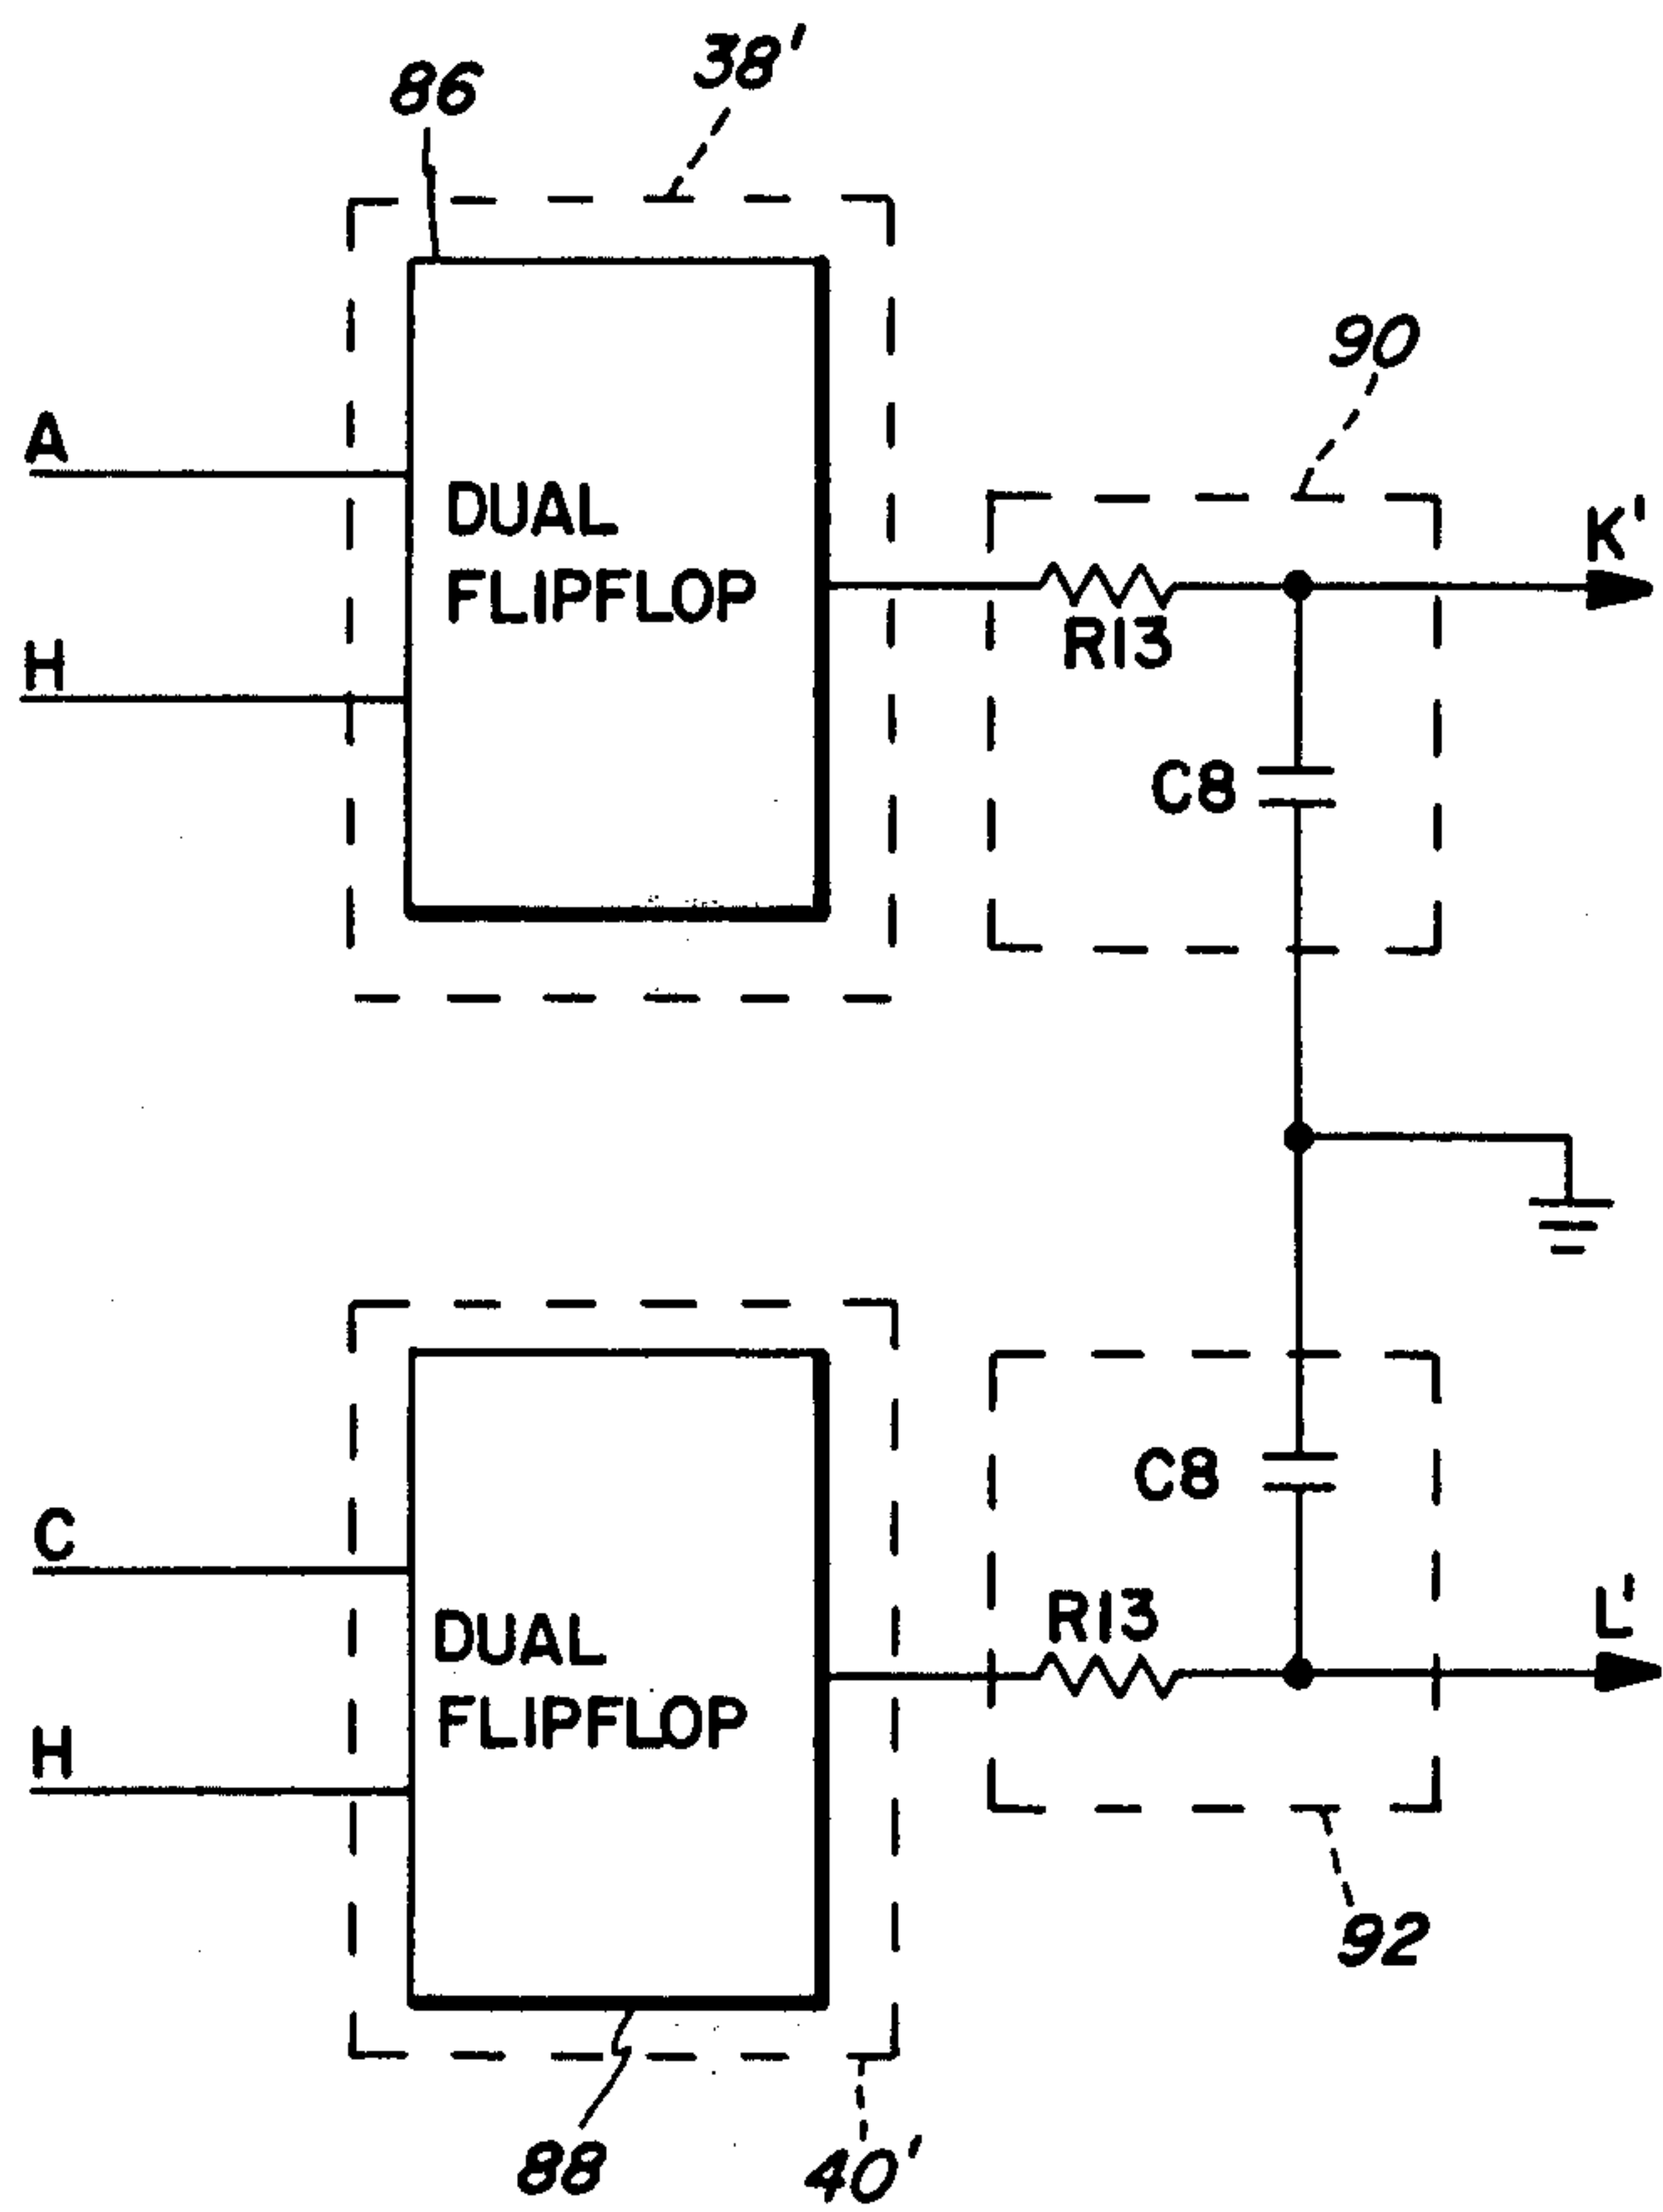 38'
86
90
A
K'
DUAL
FLIPFLOP
R13
H
C8
C8
C
L'
R13
DUAL
FLIPFLOP
H
92
88
40'